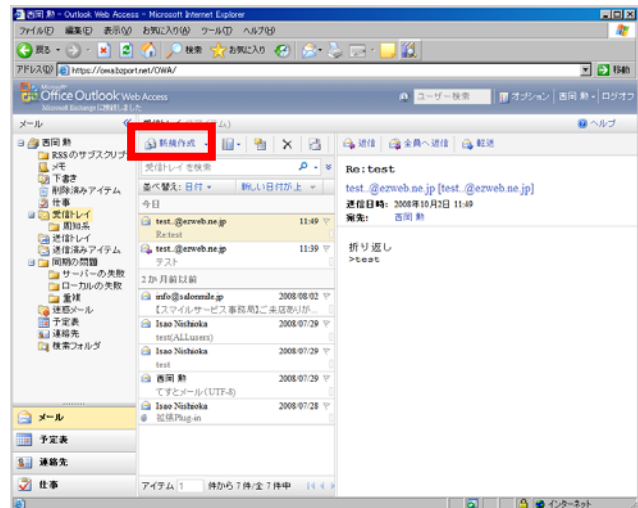 西岡 勲 - Outlook Web Access - Microsoft Internet Explorer
ファイル(F) 編集(E) 表示(V) お気に入り(A) ツール(T) ヘルプ(H)
戻る 検索 お気に入り
アドレス(D) https://owa.bzport.net/OWA/ 移動
Microsoft
Office Outlook Web Access
Microsoft Exchange に接続しました
ユーザー検索 オプション 西岡 勲 ログオフ
メール 受信トレイ ヘルプ
西岡 勲
RSS のサブスクリプ
メモ
下書き
削除済みアイテム
仕事
受信トレイ
周知系
送信トレイ
送信済みアイテム
同期の問題
サーバーの失敗
ローカルの失敗
重複
迷惑メール
予定表
連絡先
検索フォルダ
メール
予定表
連絡先
仕事
新規作成
受信トレイ を検索
並べ替え: 日付 新しい日付が上
今日
test..@ezweb.ne.jp 11:49
Re:test
test..@ezweb.ne.jp 11:39
テスト
2 か月前以前
info@salonmile.jp 2008/08/02
【スマイルサービス事務局】ご来店ありが...
Isao Nishioka 2008/07/29
test(ALLusers)
Isao Nishioka 2008/07/29
test
西岡 勲 2008/07/29
てすとメール(UTF-8)
Isao Nishioka 2008/07/28
拡張Plug-in
アイテム 1 件から 7 件/全 7 件中
返信 全員へ返信 転送
Re:test
test..@ezweb.ne.jp [test..@ezweb.ne.jp]
送信日時: 2008年10月2日 11:49
宛先: 西岡 勲
折り返し
>test
インターネット